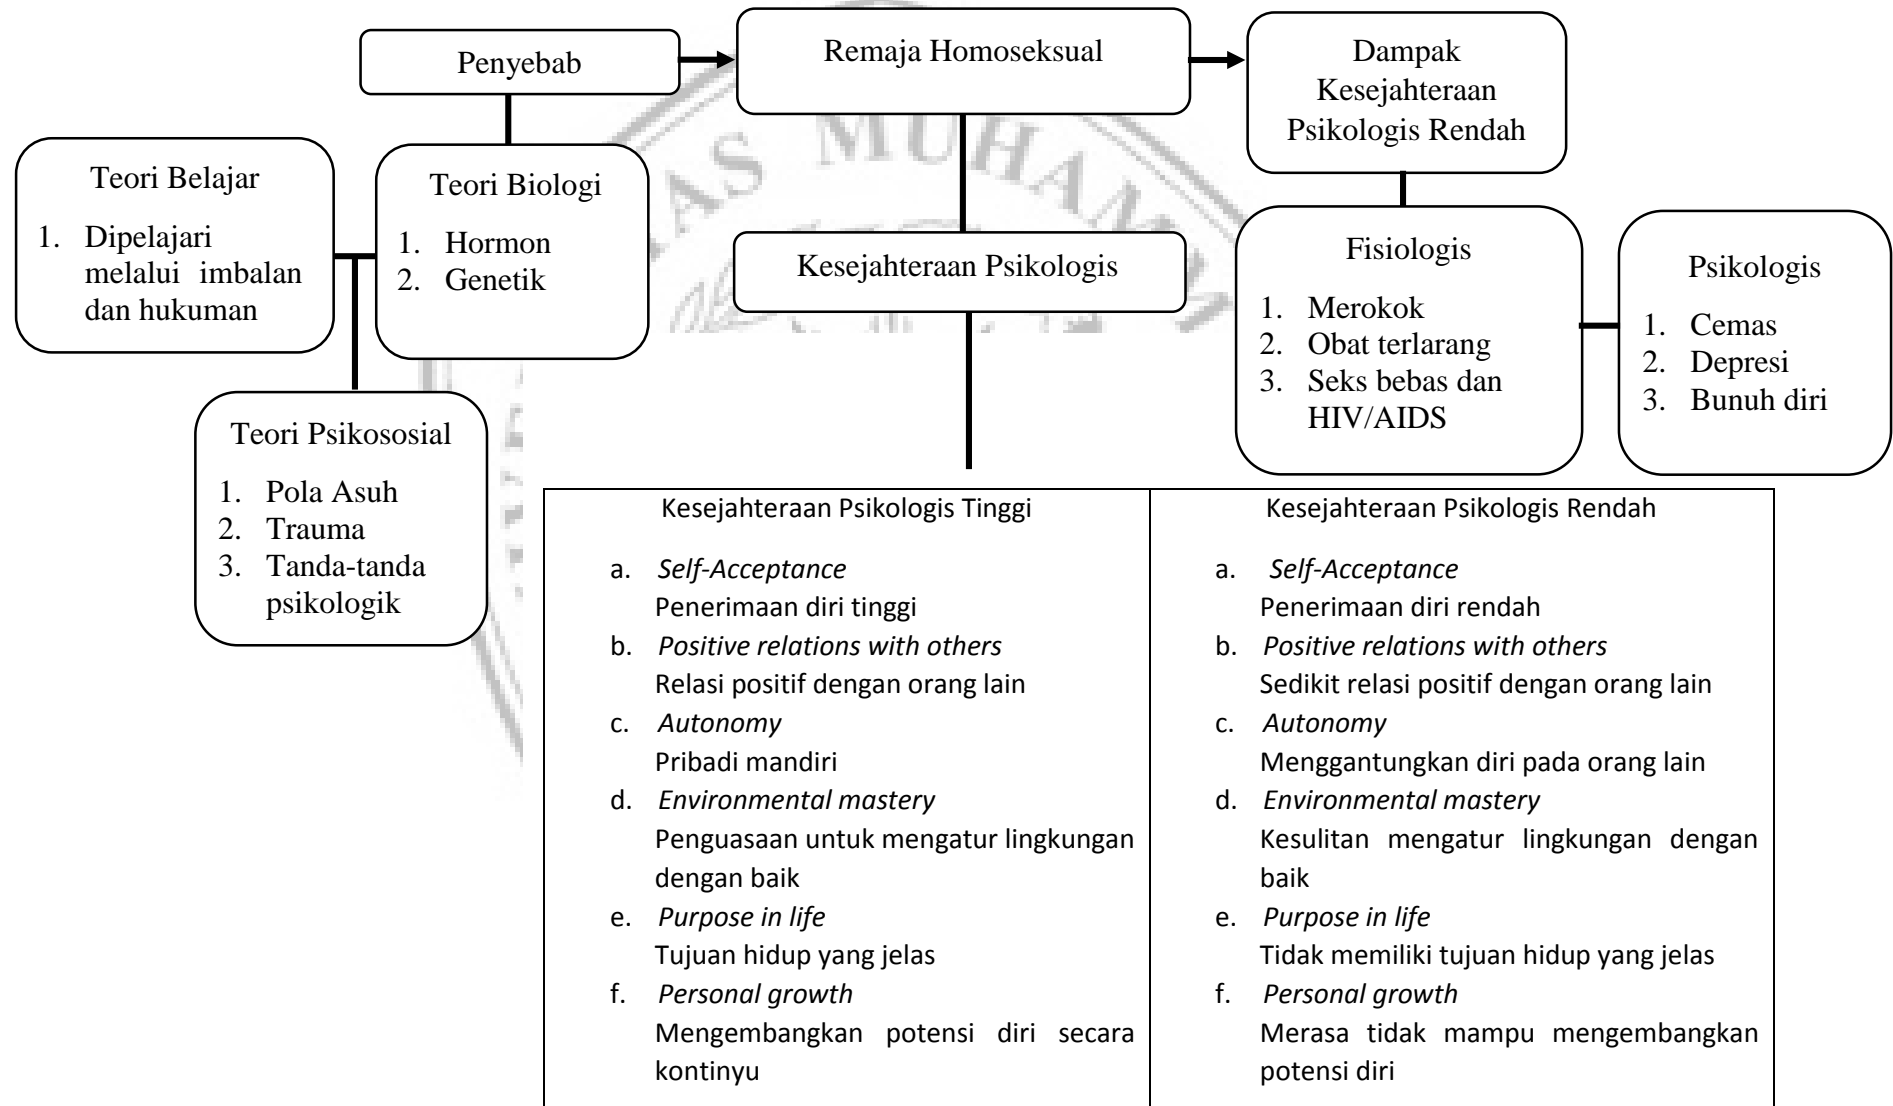 Penyebab
Remaja Homoseksual
Dampak
Kesejahteraan
Psikologis Rendah
Teori Belajar
1. Dipelajari
melalui imbalan
dan hukuman
Teori Biologi
1. Hormon
2. Genetik
Teori Psikososial
1. Pola Asuh
2. Trauma
3. Tanda-tanda
psikologik
Kesejahteraan Psikologis
Fisiologis
1. Merokok
2. Obat terlarang
3. Seks bebas dan
HIV/AIDS
Psikologis
1. Cemas
2. Depresi
3. Bunuh diri
Kesejahteraan Psikologis Tinggi
a. Self-Acceptance
Penerimaan diri tinggi
b. Positive relations with others
Relasi positif dengan orang lain
c. Autonomy
Pribadi mandiri
d. Environmental mastery
Penguasaan untuk mengatur lingkungan
dengan baik
e. Purpose in life
Tujuan hidup yang jelas
f. Personal growth
Mengembangkan potensi diri secara
kontinyu
Kesejahteraan Psikologis Rendah
a. Self-Acceptance
Penerimaan diri rendah
b. Positive relations with others
Sedikit relasi positif dengan orang lain
c. Autonomy
Menggantungkan diri pada orang lain
d. Environmental mastery
Kesulitan mengatur lingkungan dengan
baik
e. Purpose in life
Tidak memiliki tujuan hidup yang jelas
f. Personal growth
Merasa tidak mampu mengembangkan
potensi diri